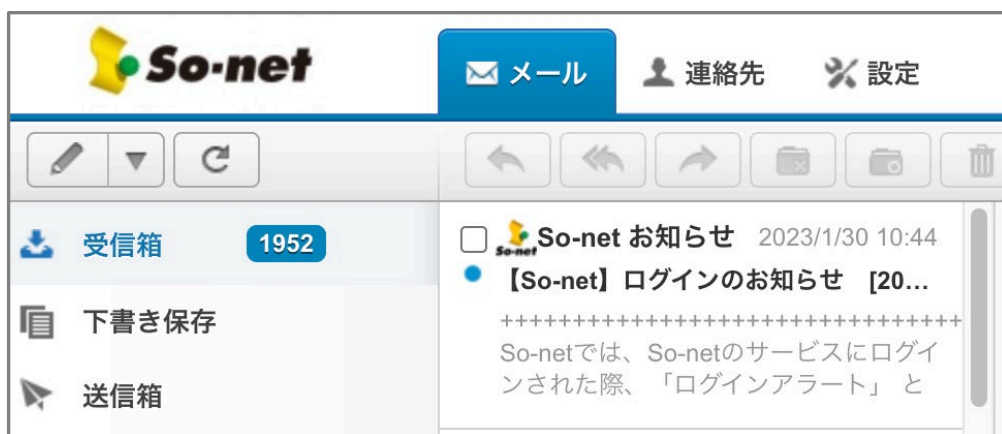 So-net
メール 連絡先 設定
受信箱 1952
下書き保存
送信箱
So-net So-net お知らせ 2023/1/30 10:44
【So-net】ログインのお知らせ [20...
++++++++++++++++++++++++++++++++
So-netでは、So-netのサービスにログイ
ンされた際、「ログインアラート」 と